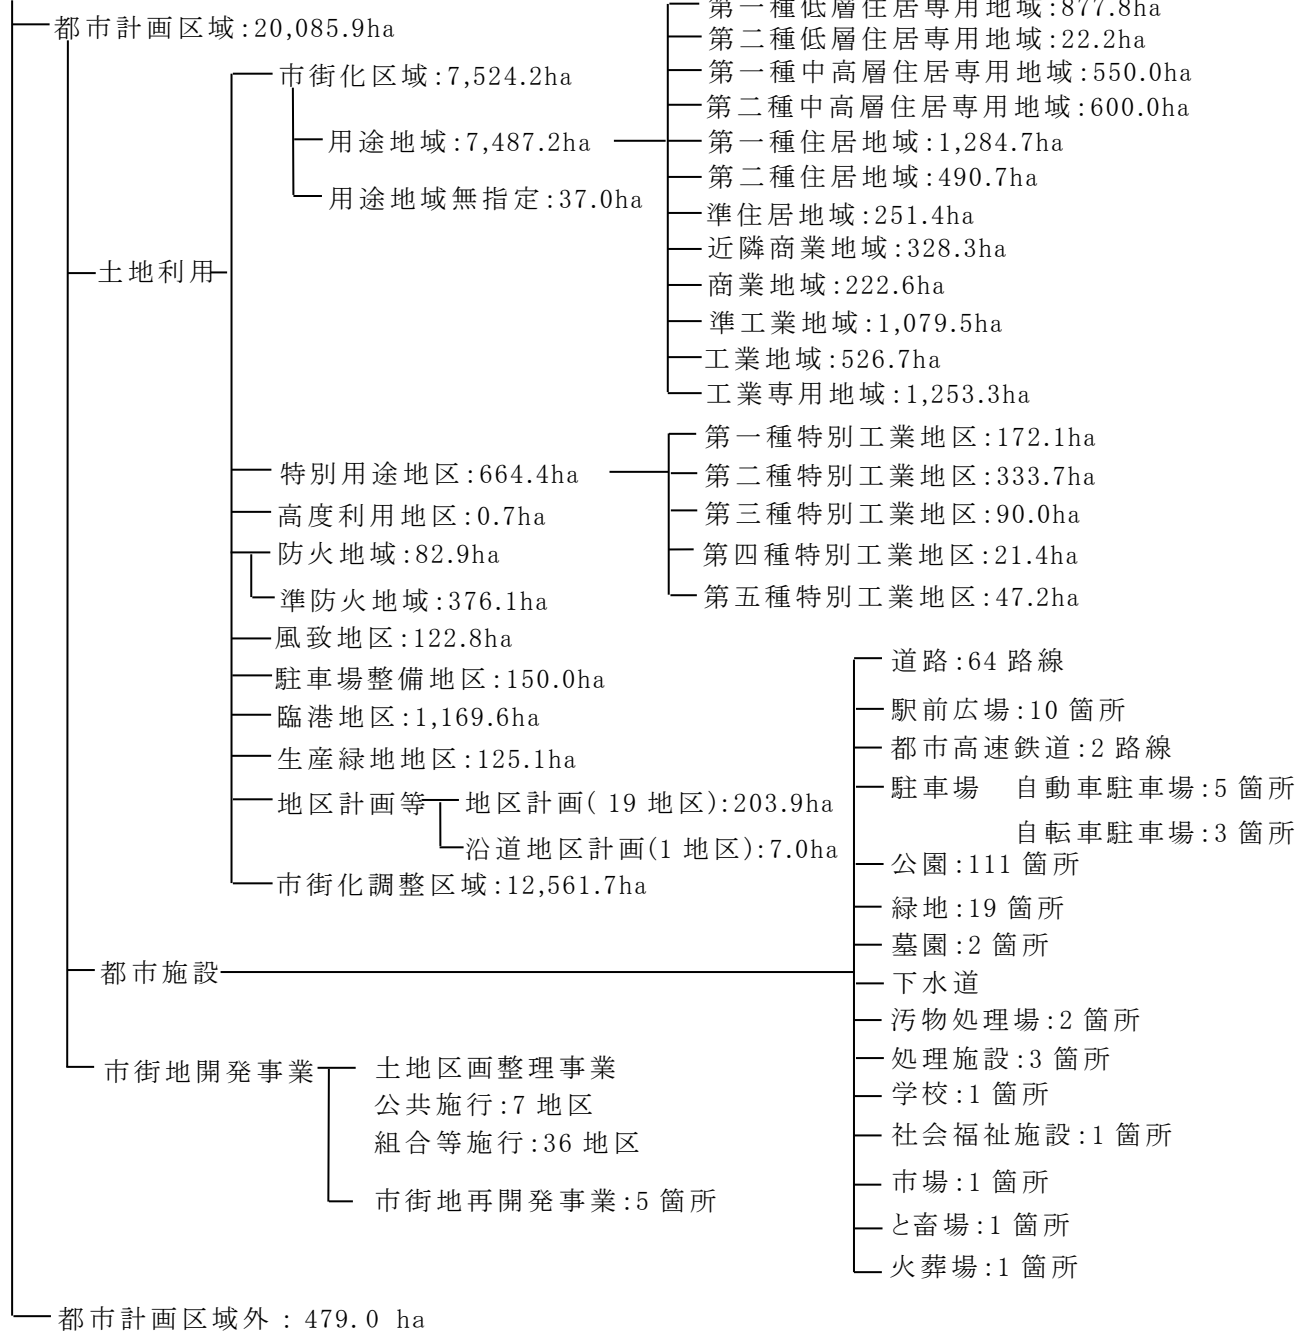 都市計画区域:20,085.9ha
土地利用
市街化区域:7,524.2ha
用途地域:7,487.2ha
第一種低層住居専用地域:877.8ha
第二種低層住居専用地域:22.2ha
第一種中高層住居専用地域:550.0ha
第二種中高層住居専用地域:600.0ha
第一種住居地域:1,284.7ha
第二種住居地域:490.7ha
準住居地域:251.4ha
近隣商業地域:328.3ha
商業地域:222.6ha
準工業地域:1,079.5ha
工業地域:526.7ha
工業専用地域:1,253.3ha
用途地域無指定:37.0ha
特別用途地区:664.4ha
第一種特別工業地区:172.1ha
第二種特別工業地区:333.7ha
第三種特別工業地区:90.0ha
第四種特別工業地区:21.4ha
第五種特別工業地区:47.2ha
高度利用地区:0.7ha
防火地域:82.9ha
準防火地域:376.1ha
風致地区:122.8ha
駐車場整備地区:150.0ha
臨港地区:1,169.6ha
生産緑地地区:125.1ha
地区計画等
地区計画( 19 地区):203.9ha
沿道地区計画(1 地区):7.0ha
市街化調整区域:12,561.7ha
都市施設
道路:64 路線
駅前広場:10 箇所
都市高速鉄道:2 路線
駐車場 自動車駐車場:5 箇所
自転車駐車場:3 箇所
公園:111 箇所
緑地:19 箇所
墓園:2 箇所
下水道
汚物処理場:2 箇所
処理施設:3 箇所
学校:1 箇所
社会福祉施設:1 箇所
市場:1 箇所
と畜場:1 箇所
火葬場:1 箇所
市街地開発事業
土地区画整理事業
公共施行:7 地区
組合等施行:36 地区
市街地再開発事業:5 箇所
都市計画区域外 : 479.0 ha